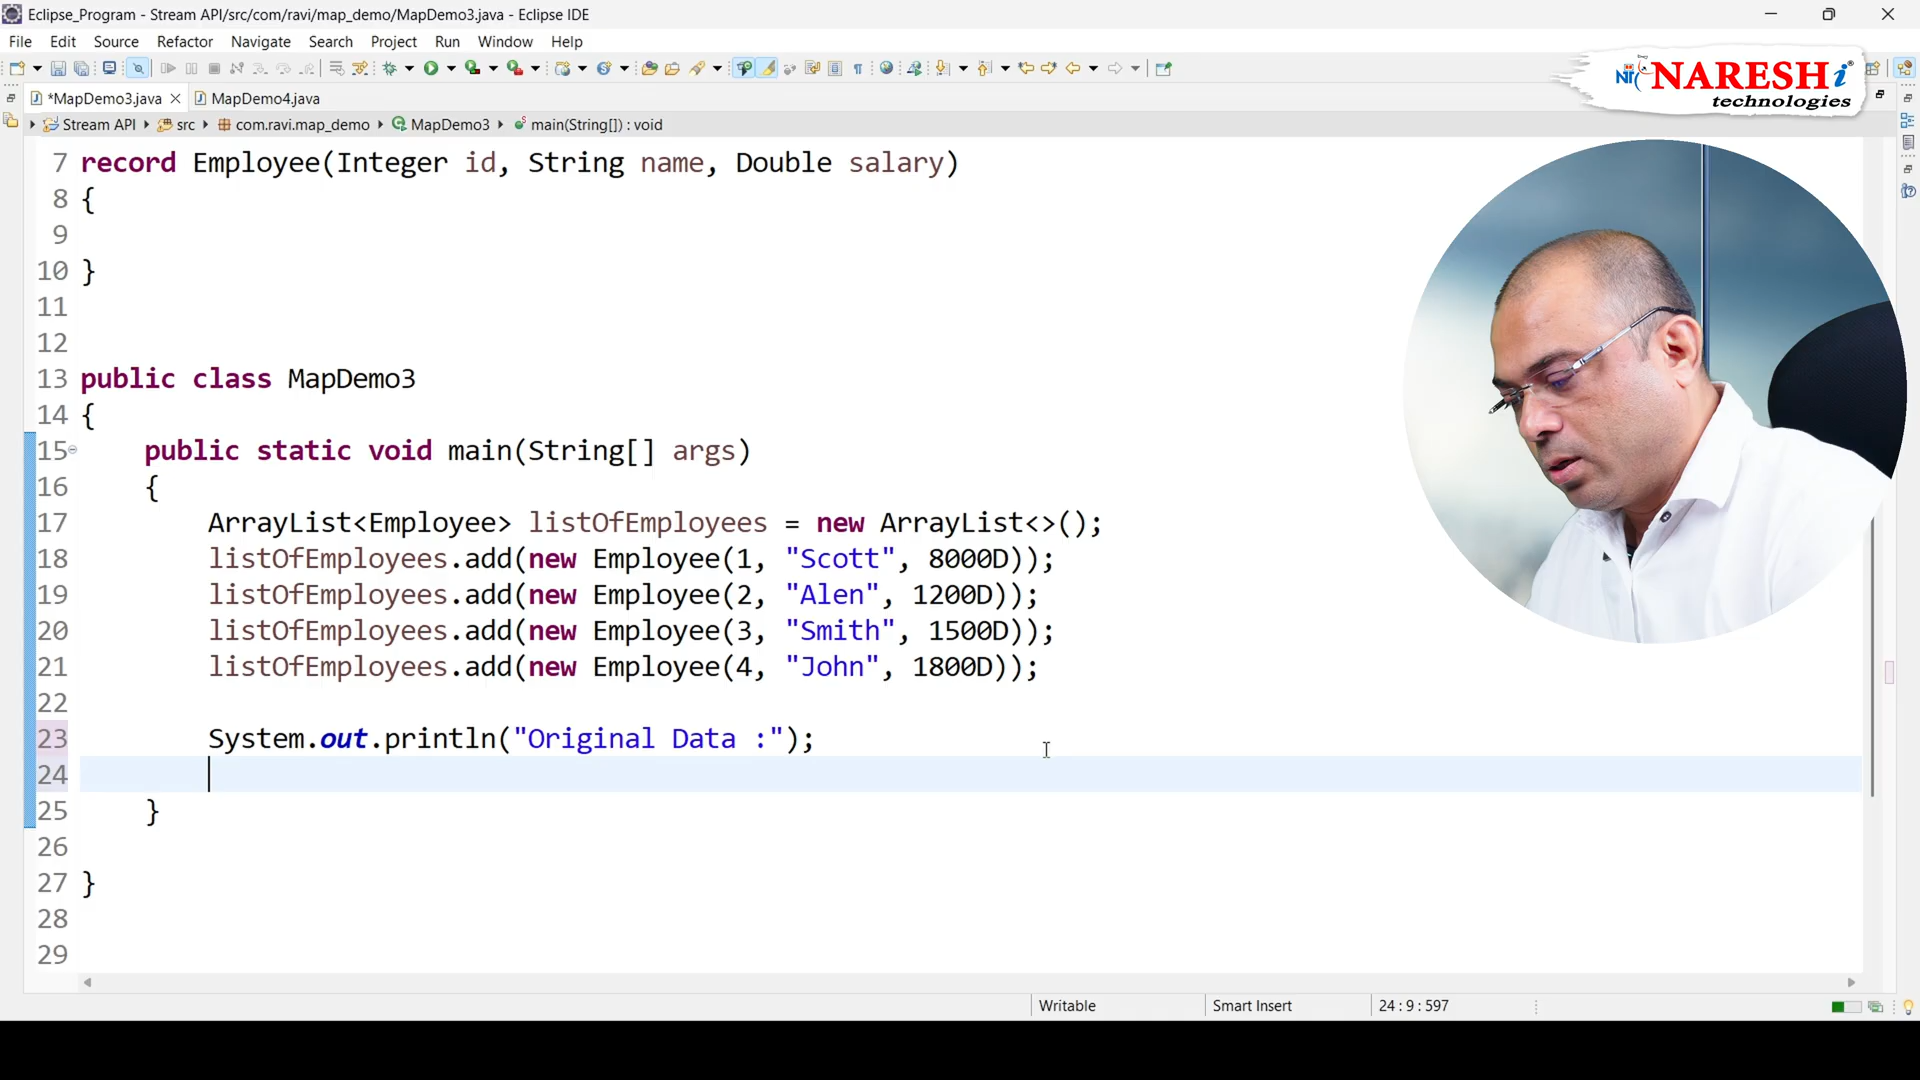 Eclipse_Program - Stream API/src/com/ravi/map_demo/MapDemo3.java - Eclipse IDE
File Edit Source Refactor Navigate Search Project Run Window Help
NARESH i
technologies
*MapDemo3.java MapDemo4.java
Stream API src com.ravi.map_demo MapDemo3 main(String[]) : void
7 record Employee(Integer id, String name, Double salary)
8 {
9
10 }
11
12
13 public class MapDemo3
14 {
15 public static void main(String[] args)
16 {
17 ArrayList<Employee> listOfEmployees = new ArrayList<>();
18 listOfEmployees.add(new Employee(1, "Scott", 8000D));
19 listOfEmployees.add(new Employee(2, "Alen", 1200D));
20 listOfEmployees.add(new Employee(3, "Smith", 1500D));
21 listOfEmployees.add(new Employee(4, "John", 1800D));
22
23 System.out.println("Original Data :");
24
25 }
26
27 }
28
29
Writable Smart Insert 24 : 9 : 597